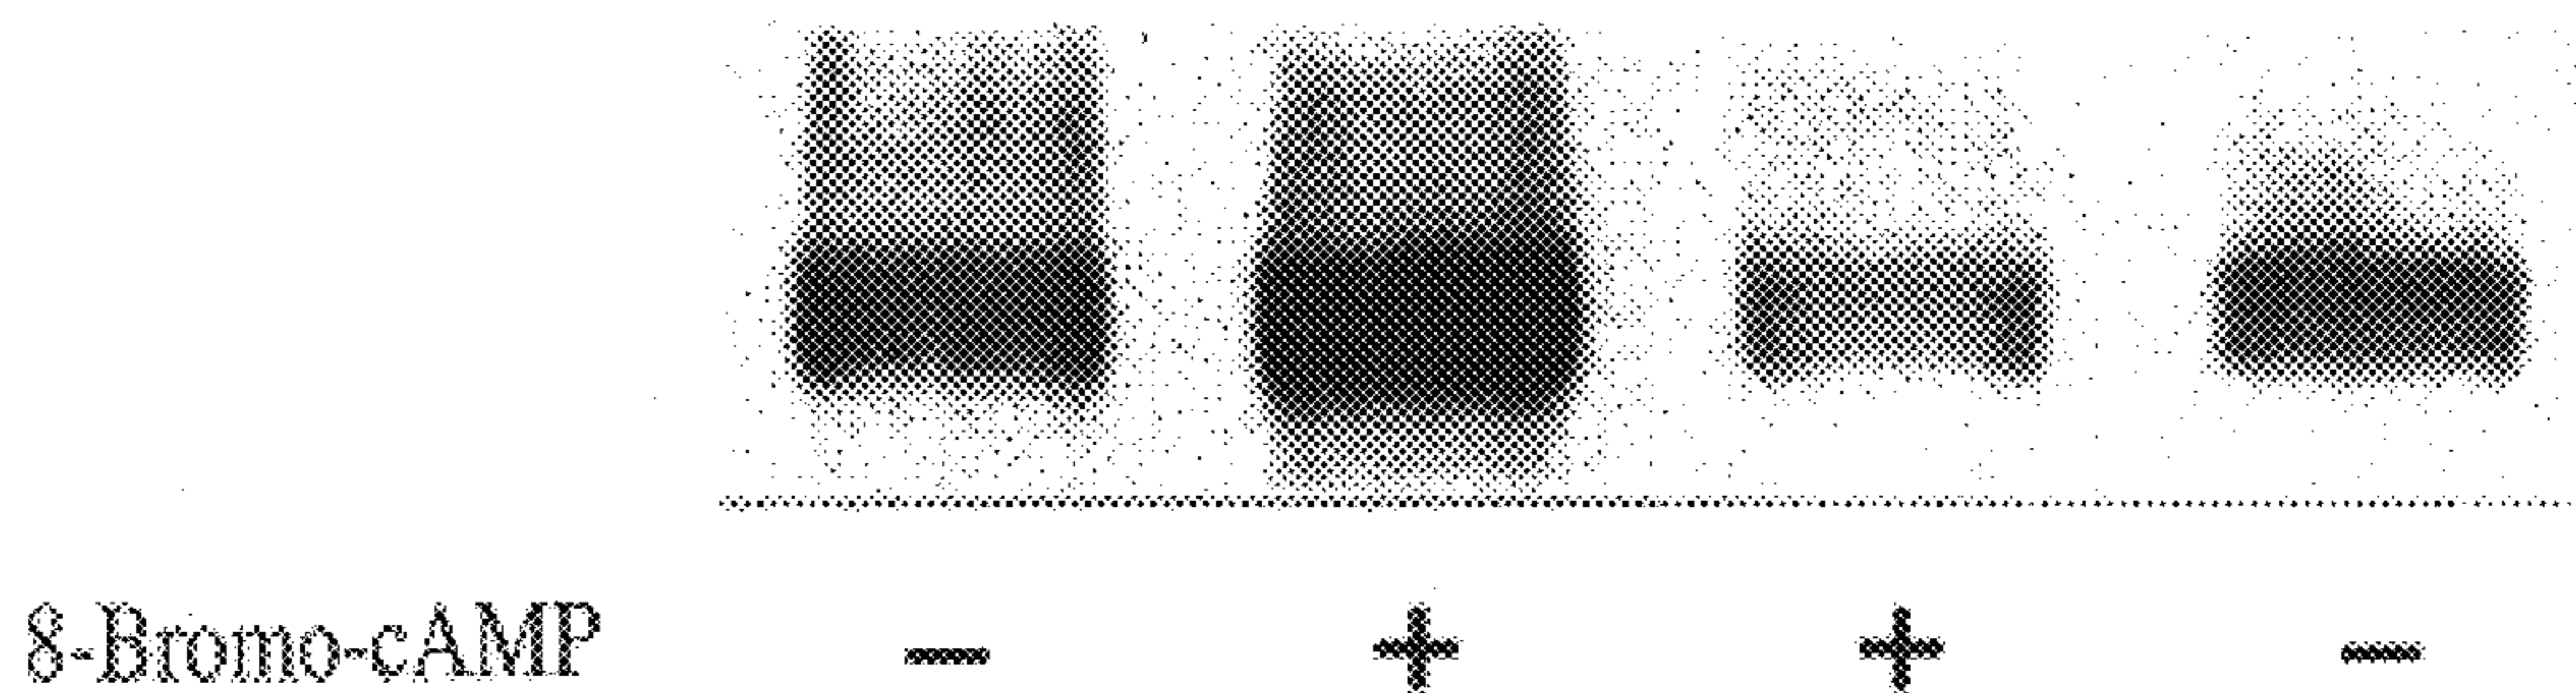 8-Bromo-cAMP − + + −